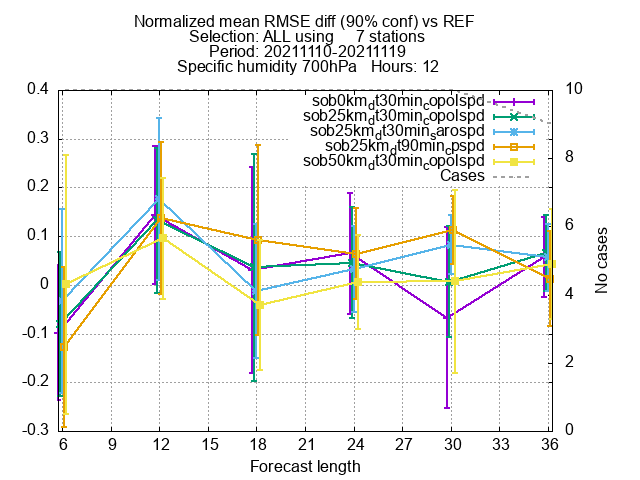 Normalized mean RMSE diff (90% conf) vs REF
Selection: ALL using 7 stations
Period: 20211110-20211119
Specific humidity 700hPa Hours: 12
sob0km_dt30min_copolspd
sob25km_dt30min_copolspd
sob25km_dt30min_sarospd
sob25km_dt90min_cpspd
sob50km_dt30min_copolspd
Cases
0.4
0.3
0.2
0.1
0
-0.1
-0.2
-0.3
10
8
6
4
2
0
No cases
6 9 12 15 18 21 24 27 30 33 36
Forecast length